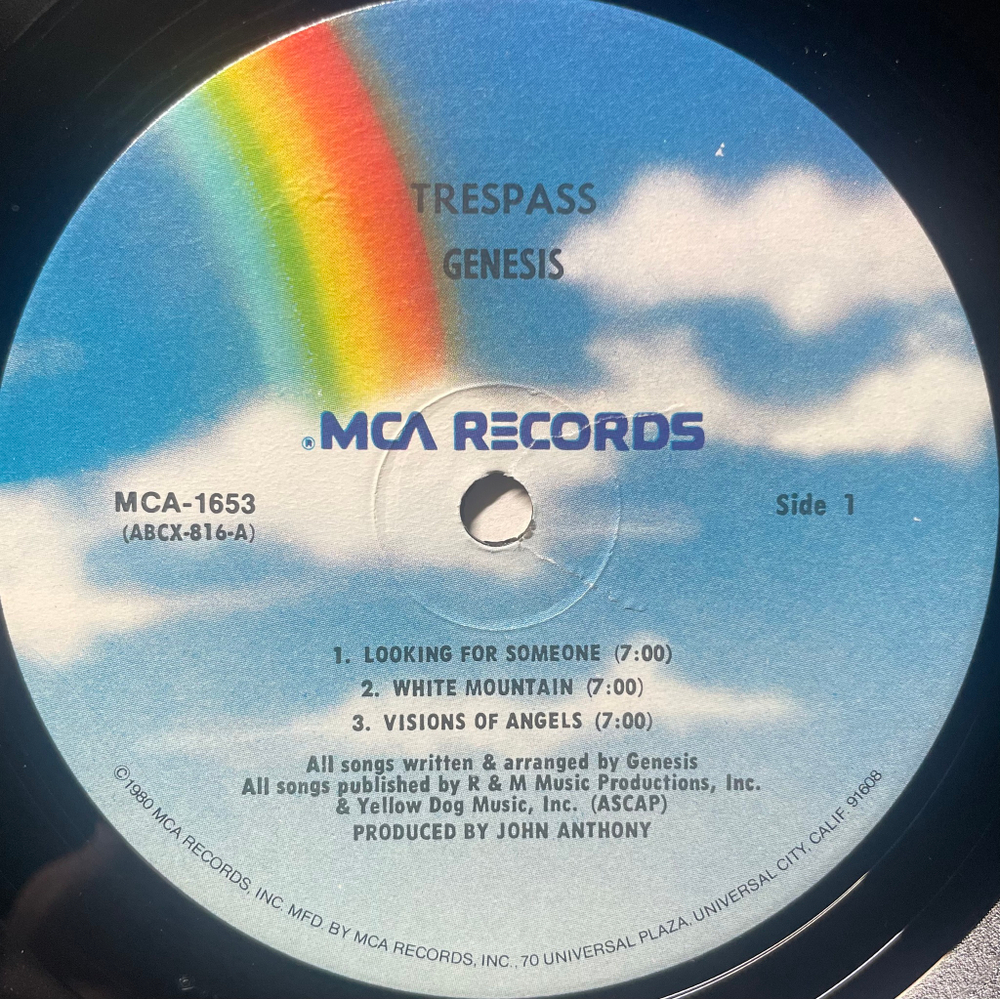 TRESPASS
GENESIS
® MCA RECORDS
MCA-1653
(ABCX-816-A)
Side 1
1. LOOKING FOR SOMEONE (7:00)
2. WHITE MOUNTAIN (7:00)
3. VISIONS OF ANGELS (7:00)
All songs written & arranged by Genesis
All songs published by R & M Music Productions, Inc.
& Yellow Dog Music, Inc. (ASCAP)
PRODUCED BY JOHN ANTHONY
©1980 MCA RECORDS, INC. MFD. BY MCA RECORDS, INC., 70 UNIVERSAL PLAZA, UNIVERSAL CITY, CALIF. 91608